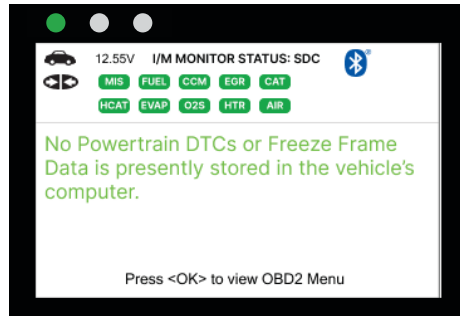 12.55V I/M MONITOR STATUS: SDC
MIS FUEL CCM EGR CAT
HCAT EVAP O2S HTR AIR
No Powertrain DTCs or Freeze Frame
Data is presently stored in the vehicle's
computer.
Press <OK> to view OBD2 Menu